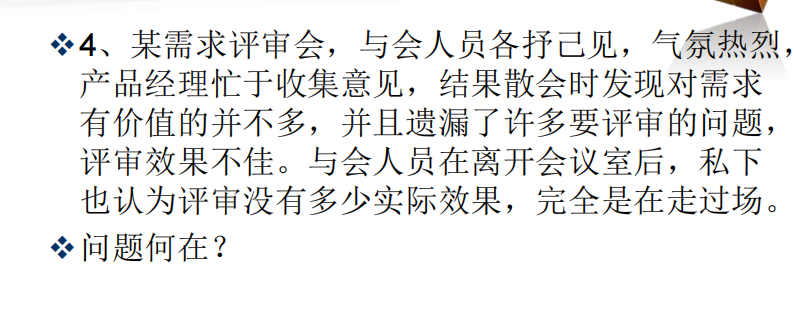 ❖4、某需求评审会，与会人员各抒己见，气氛热烈，
产品经理忙于收集意见，结果散会时发现对需求
有价值的并不多，并且遗漏了许多要评审的问题，
评审效果不佳。与会人员在离开会议室后，私下
也认为评审没有多少实际效果，完全是在走过场。
❖问题何在？